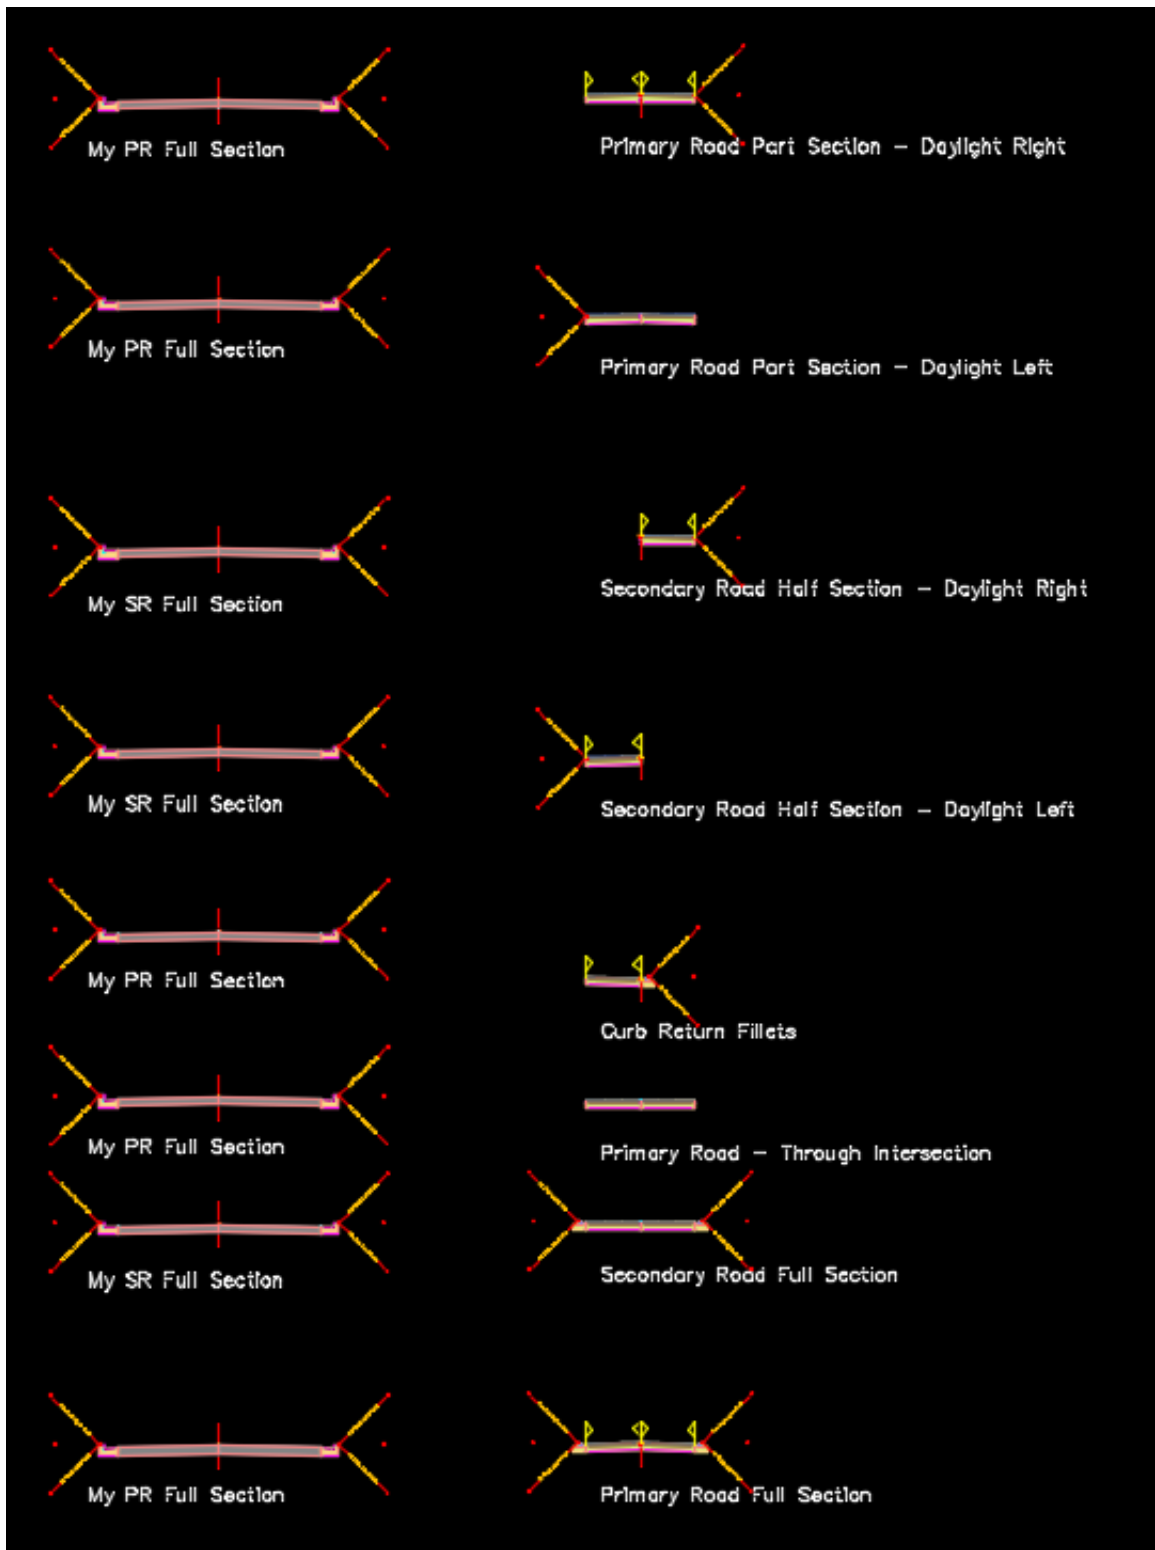 My PR Full Section
Primary Road Part Section - Daylight Right
My PR Full Section
Primary Road Part Section - Daylight Left
My SR Full Section
Secondary Road Half Section - Daylight Right
My SR Full Section
Secondary Road Half Section - Daylight Left
My PR Full Section
Curb Return Fillets
My PR Full Section
Primary Road - Through Intersection
My SR Full Section
Secondary Road Full Section
My PR Full Section
Primary Road Full Section